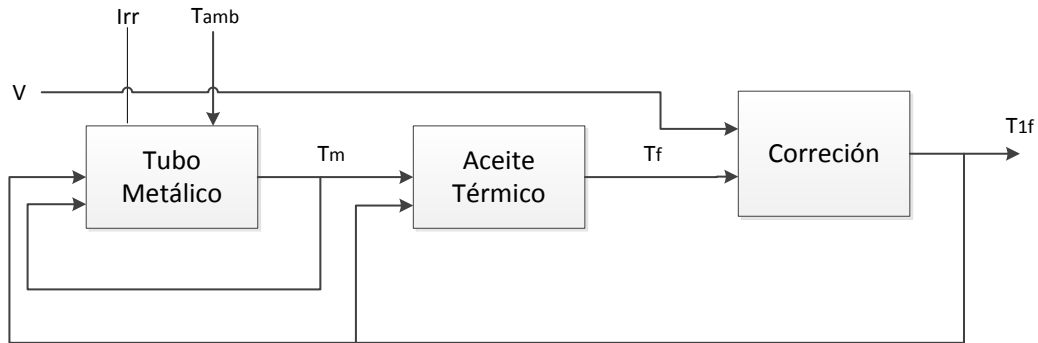 Irr
Tamb
V
Tubo
Metálico
Tm
Aceite
Térmico
Tf
Correción
T1f